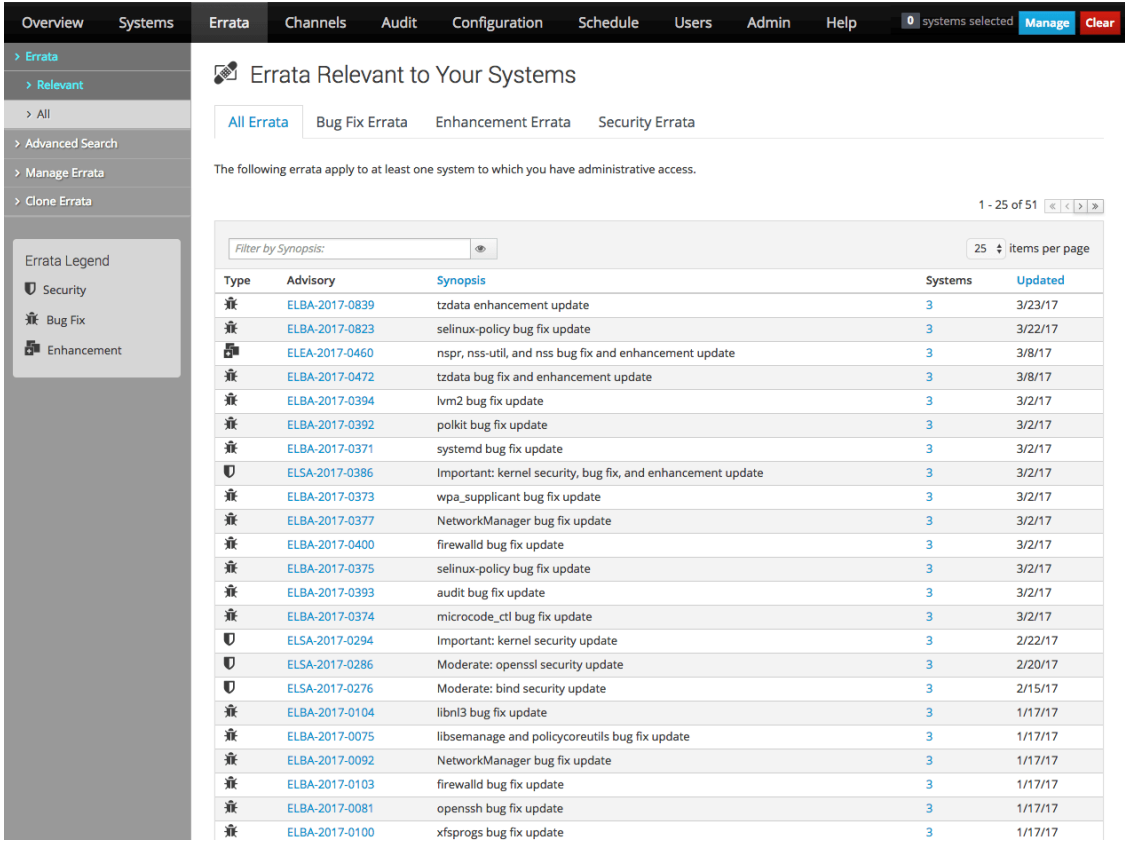 Overview Systems Errata Channels Audit Configuration Schedule Users Admin Help 0 systems selected Manage Clear
> Errata
> Relevant
> All
> Advanced Search
> Manage Errata
> Clone Errata
Errata Legend
Security
Bug Fix
Enhancement
Errata Relevant to Your Systems
All Errata Bug Fix Errata Enhancement Errata Security Errata
The following errata apply to at least one system to which you have administrative access.
1 - 25 of 51 « < > »
Filter by Synopsis: 25 items per page
Type Advisory Synopsis Systems Updated
ELBA-2017-0839 tzdata enhancement update 3 3/23/17
ELBA-2017-0823 selinux-policy bug fix update 3 3/22/17
ELEA-2017-0460 nspr, nss-util, and nss bug fix and enhancement update 3 3/8/17
ELBA-2017-0472 tzdata bug fix and enhancement update 3 3/8/17
ELBA-2017-0394 lvm2 bug fix update 3 3/2/17
ELBA-2017-0392 polkit bug fix update 3 3/2/17
ELBA-2017-0371 systemd bug fix update 3 3/2/17
ELSA-2017-0386 Important: kernel security, bug fix, and enhancement update 3 3/2/17
ELBA-2017-0373 wpa_supplicant bug fix update 3 3/2/17
ELBA-2017-0377 NetworkManager bug fix update 3 3/2/17
ELBA-2017-0400 firewalld bug fix update 3 3/2/17
ELBA-2017-0375 selinux-policy bug fix update 3 3/2/17
ELBA-2017-0393 audit bug fix update 3 3/2/17
ELBA-2017-0374 microcode_ctl bug fix update 3 3/2/17
ELSA-2017-0294 Important: kernel security update 3 2/22/17
ELSA-2017-0286 Moderate: openssl security update 3 2/20/17
ELSA-2017-0276 Moderate: bind security update 3 2/15/17
ELBA-2017-0104 libnl3 bug fix update 3 1/17/17
ELBA-2017-0075 libsemanage and policycoreutils bug fix update 3 1/17/17
ELBA-2017-0092 NetworkManager bug fix update 3 1/17/17
ELBA-2017-0103 firewalld bug fix update 3 1/17/17
ELBA-2017-0081 openssh bug fix update 3 1/17/17
ELBA-2017-0100 xfsprogs bug fix update 3 1/17/17